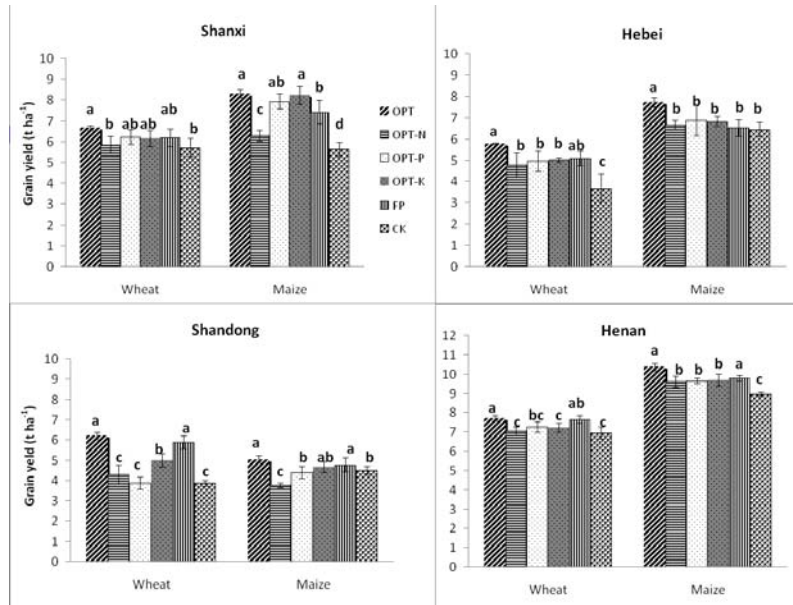 Shanxi
Grain yield (t ha⁻¹)
10
9
8
7
6
5
4
3
2
1
0
a b ab ab ab b
a c ab a b d
Wheat Maize
OPT
OPT-N
OPT-P
OPT-K
FP
CK
Hebei
10
9
8
7
6
5
4
3
2
1
0
a b b b ab c
a b b b b b
Wheat Maize
Shandong
Grain yeld (t ha⁻¹)
10
9
8
7
6
5
4
3
2
1
0
a c c b a c
a c b ab a b
Wheat Maize
Henan
12
11
10
9
8
7
6
5
4
3
2
1
0
a c bc c ab c
a b b b a c
Wheat Maize